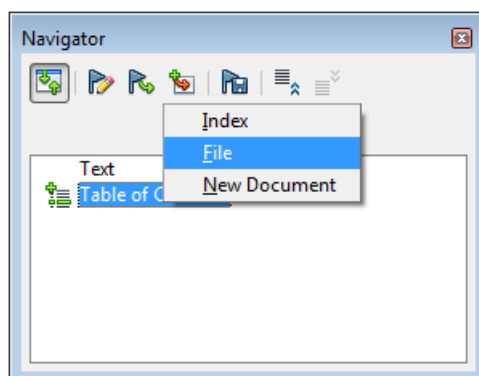 Navigator
Index
File
New Document
Text
Table of C